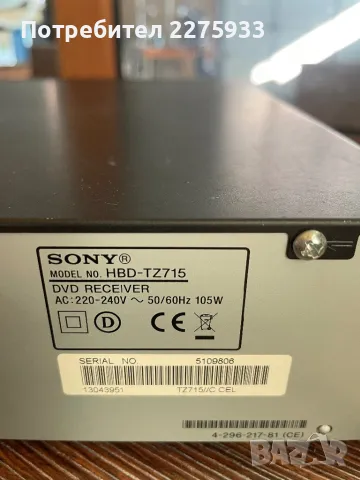 Потребител 2275933
SONY®
MODEL NO. HBD-TZ715
DVD RECEIVER
AC:220-240V ~ 50/60Hz 105W
CE
SERIAL NO. 5109806
13043951 TZ715//C CEL
4-296-217-81 (CE)
BAZAR